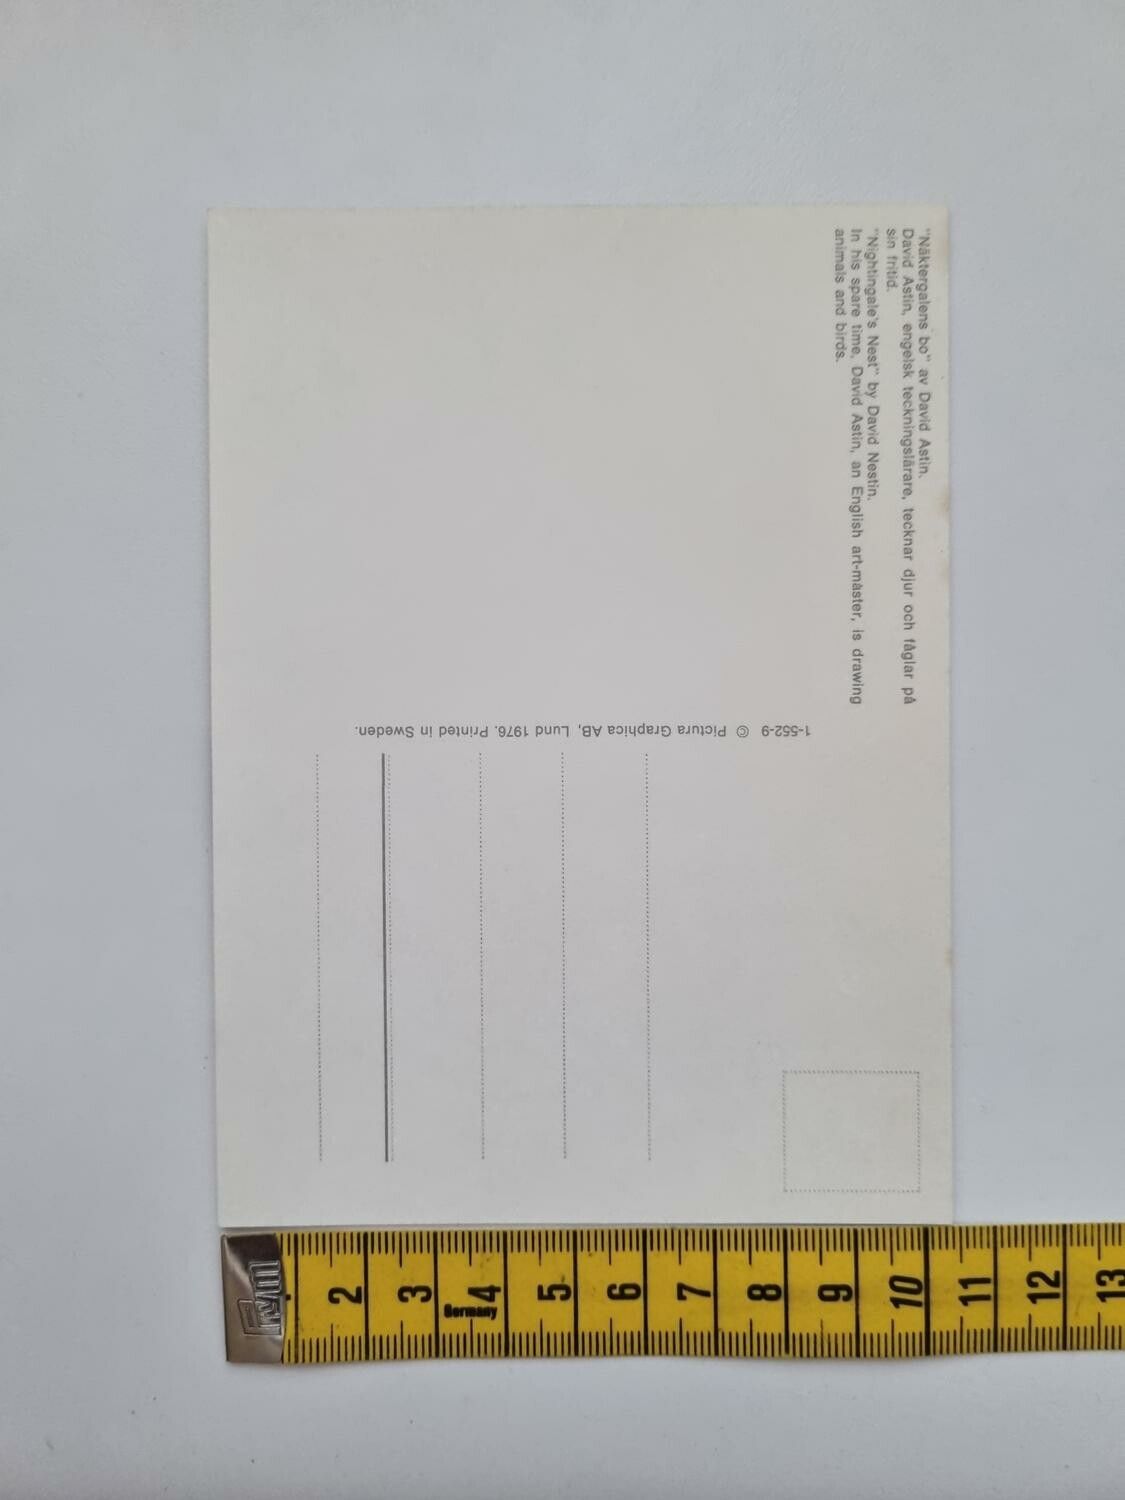 "Näktergalens bo" av David Astin.
David Astin, engelsk teckningslärare, tecknar djur och fåglar på
sin fritid.
"Nightingale's Nest" by David Nestin.
In his spare time, David Astin, an English art-master, is drawing
animals and birds.
1-552-9 © Pictura Graphica AB, Lund 1976. Printed in Sweden.
Prym
2 3 4 5 6 7 8 9 10 11 12 13
Germany